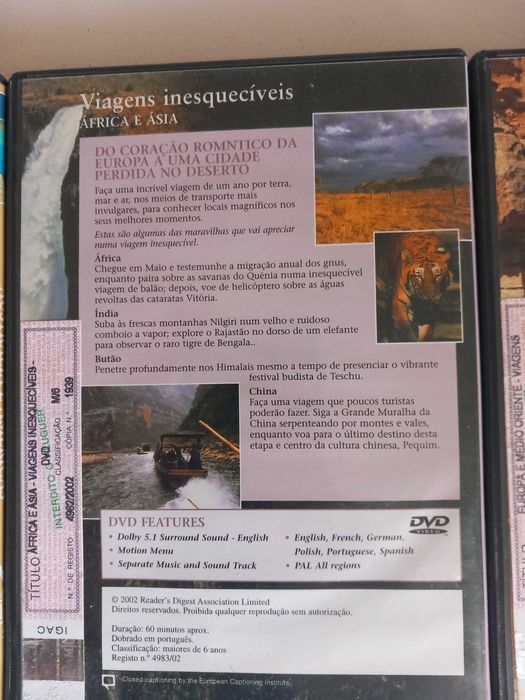 Viagens inesquecíveis
ÁFRICA E ÁSIA
DO CORAÇÃO ROMNTICO DA
EUROPA A UMA CIDADE
PERDIDA NO DESERTO
Faça uma incrível viagem de um ano por terra,
mar e ar, nos meios de transporte mais
invulgares, para conhecer locais magníficos nos
seus melhores momentos.
Estas são algumas das maravilhas que vai apreciar
numa viagem inesquecível.
África
Chegue em Maio e testemunhe a migração anual dos gnus,
enquanto paira sobre as savanas do Quénia numa inesquecível
viagem de balão; depois, voe de helicóptero sobre as águas
revoltas das cataratas Vitória.
Índia
Suba às frescas montanhas Nilgiri num velho e ruidoso
comboio a vapor; explore o Rajastão no dorso de um elefante
para observar o raro tigre de Bengala..
Butão
Penetre profundamente nos Himalais mesmo a tempo de presenciar o vibrante
festival budista de Teschu.
China
Faça uma viagem que poucos turistas
poderão fazer. Siga a Grande Muralha da
China serpenteando por montes e vales,
enquanto voa para o último destino desta
etapa e centro da cultura chinesa, Pequim.
DVD FEATURES
• Dolby 5.1 Surround Sound - English
• Motion Menu
• Separate Music and Sound Track
• English, French, German,
Polish, Portuguese, Spanish
• PAL All regions
DVD
VIDEO
© 2002 Reader's Digest Association Limited
Direitos reservados. Proibida qualquer reprodução sem autorização.
Duração: 60 minutos aprox.
Dobrado em português.
Classificação: maiores de 6 anos
Registo n.º 4983/02
Closed-captioning by the European Captioning Institute
TÍTULO ÁFRICA E ÁSIA - VIAGENS INESQUECÍVEIS -
DVD
INTERDITO O ALUGUER
CLASSIFICAÇÃO M/6
N.º DE REGISTO 4982/2002 CÓPIA N.º 1939
IGAC
EUROPA E MÉDIO ORIENTE - VIAGENS